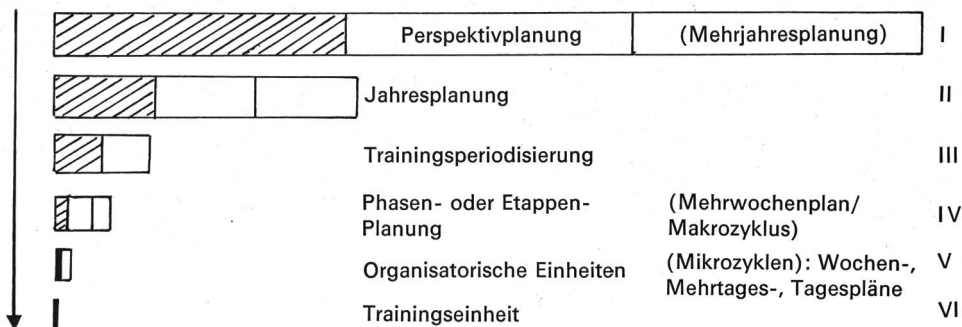 Perspektivplanung (Mehrjahresplanung) I
Jahresplanung II
Trainingsperiodisierung III
Phasen- oder Etappen- (Mehrwochenplan/ IV
Planung Makrozyklus)
Organisatorische Einheiten (Mikrozyklen): Wochen-, V
Mehrtages-, Tagespläne
Trainingseinheit VI